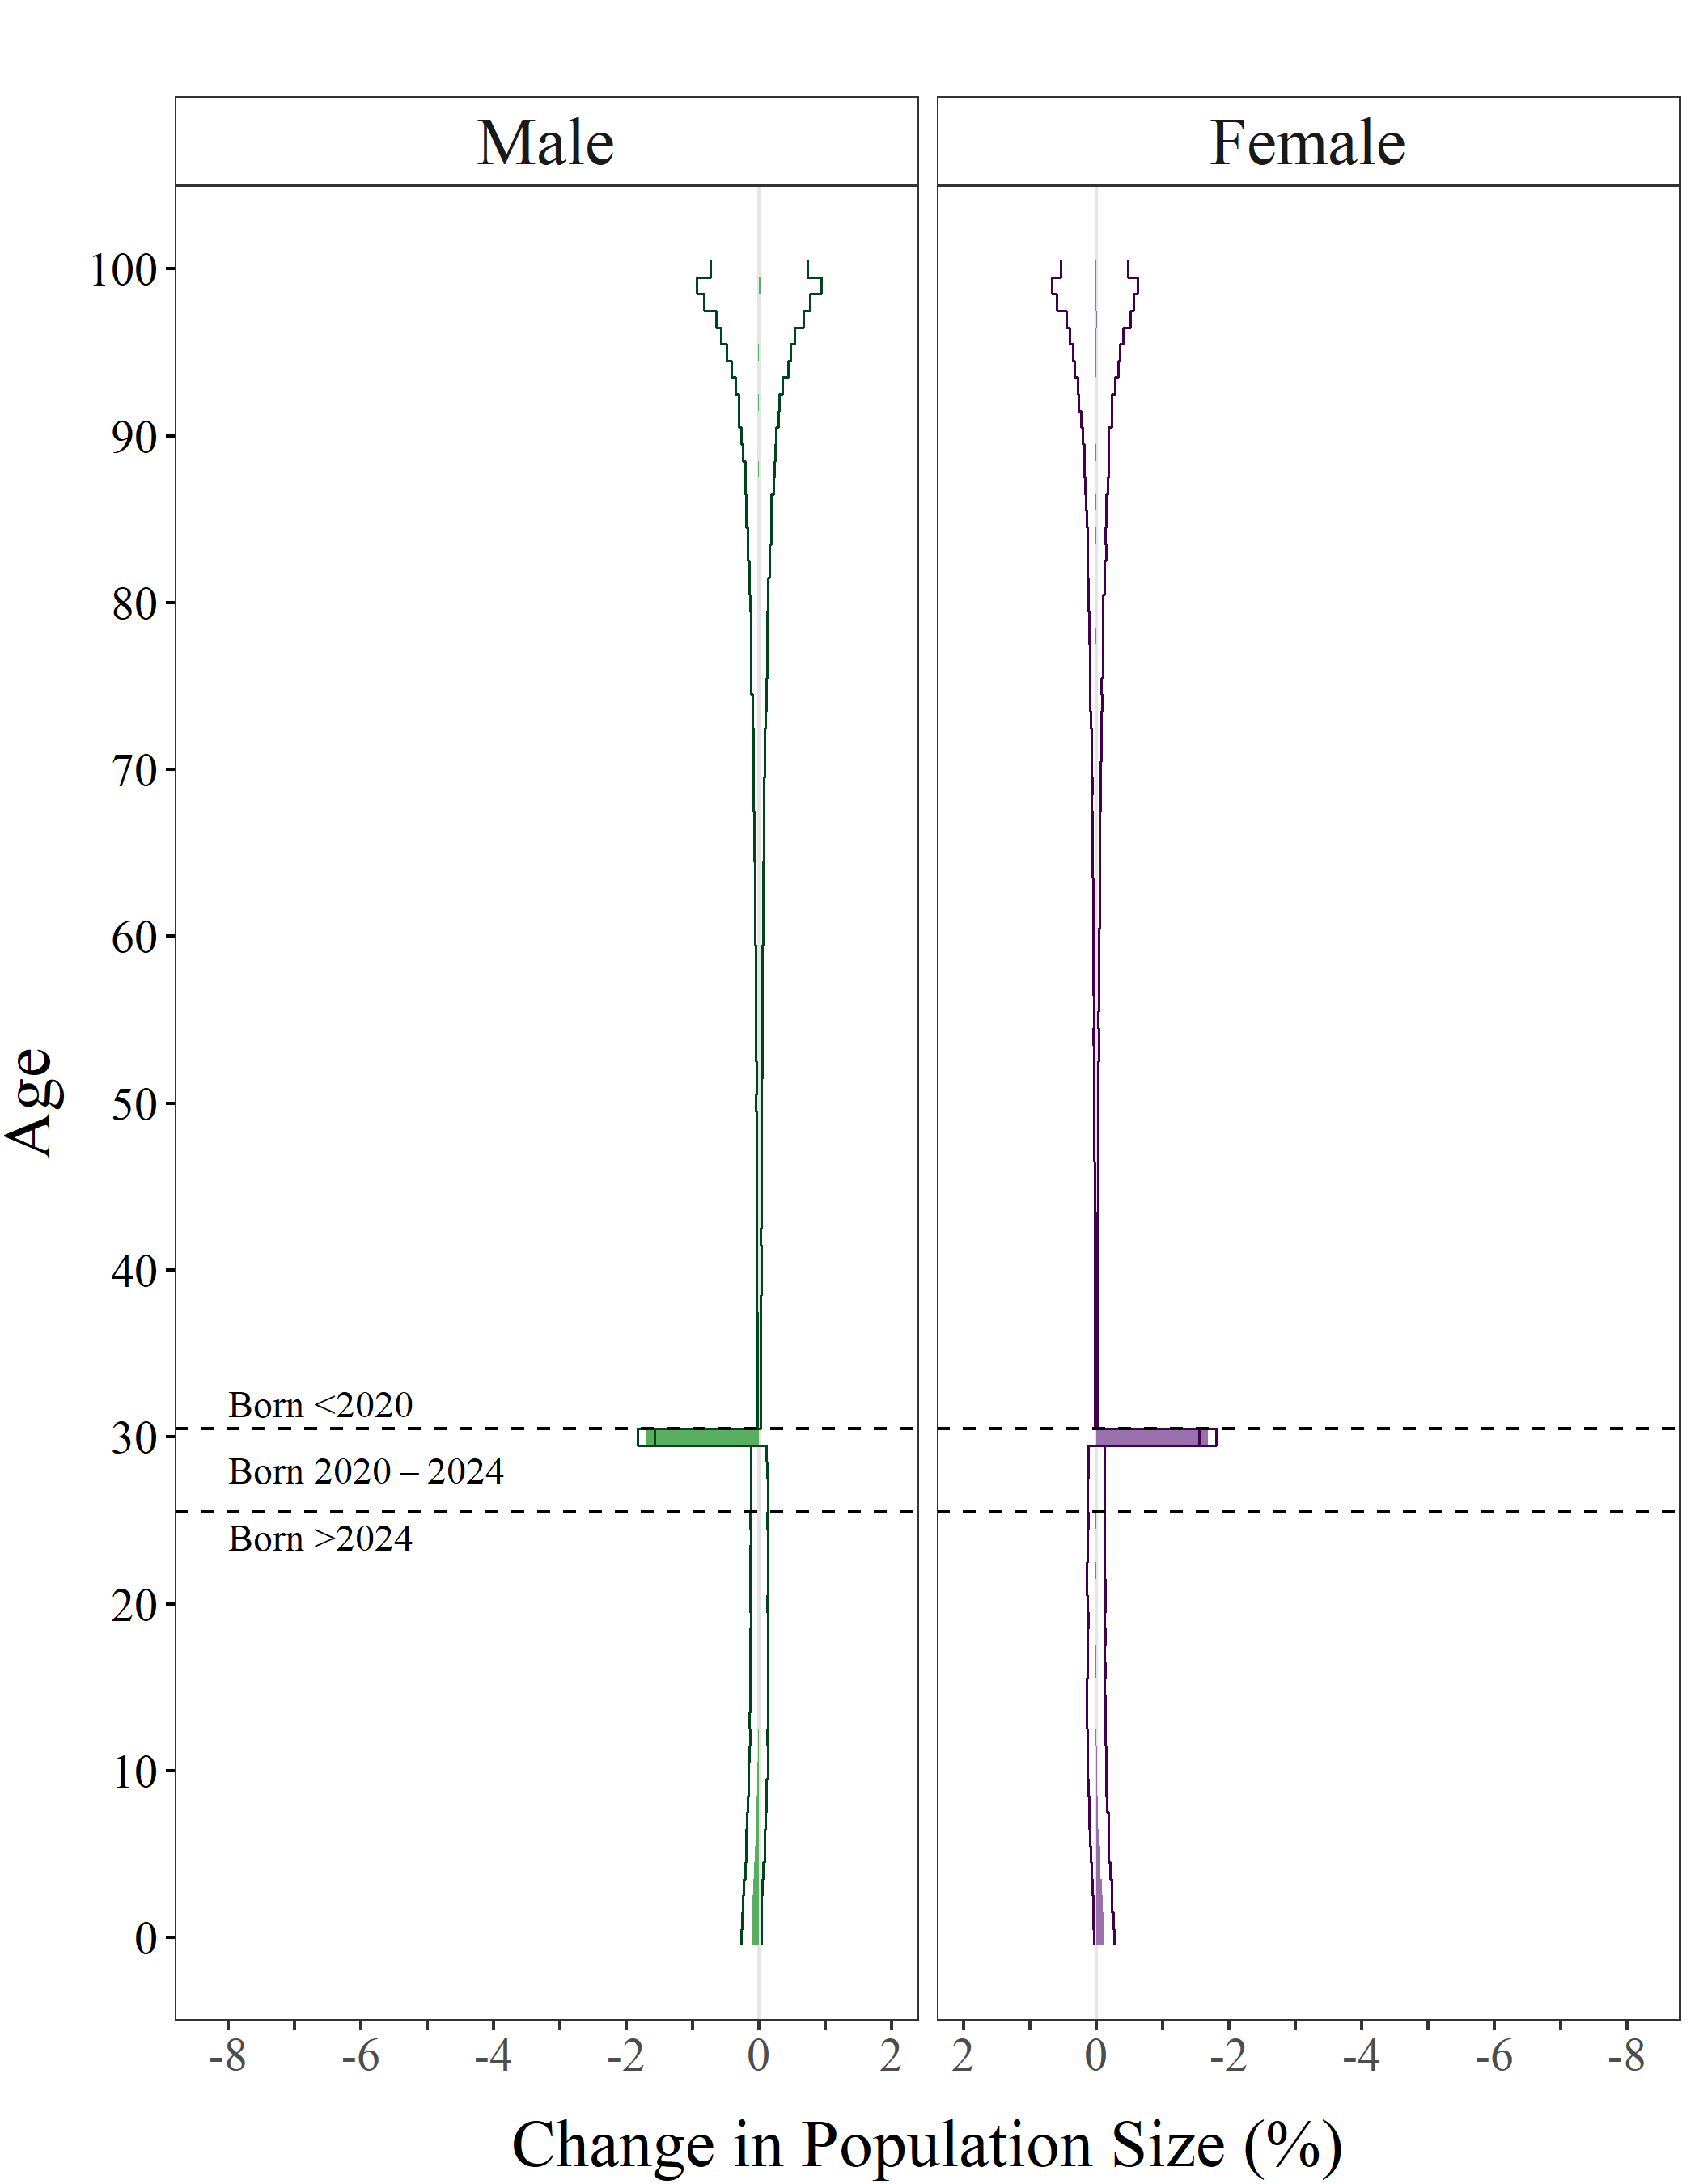 Male Female
100
90
80
70
60
50
40
Born <2020
30
Born 2020 – 2024
Born >2024
20
10
0
Age
-8 -6 -4 -2 0 2 2 0 -2 -4 -6 -8
Change in Population Size (%)